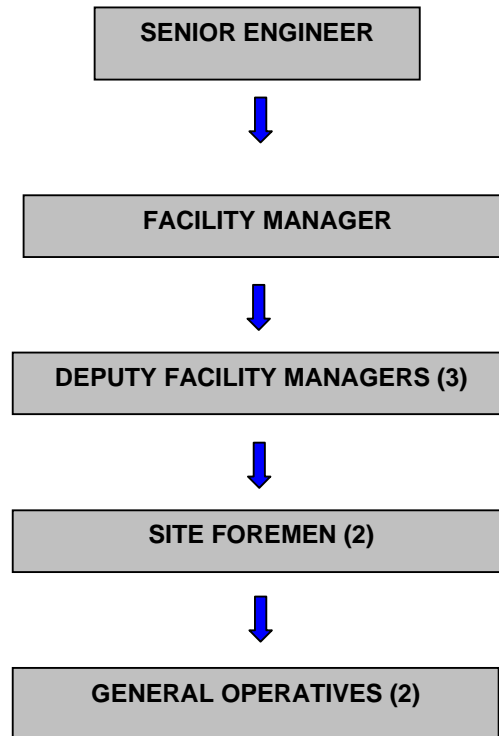 SENIOR ENGINEER
FACILITY MANAGER
DEPUTY FACILITY MANAGERS (3)
SITE FOREMEN (2)
GENERAL OPERATIVES (2)